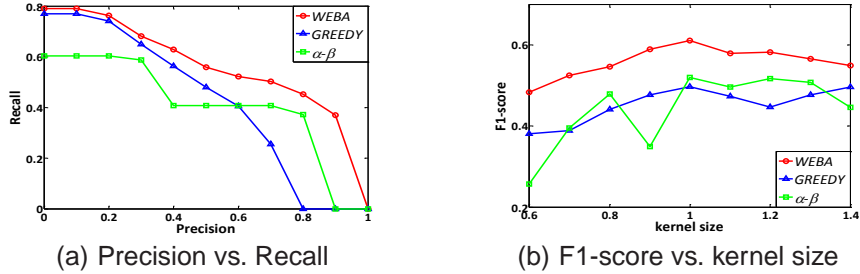 0.8
0.6
0.4
0.2
0
Recall
0
0.2
0.4
0.6
0.8
1
Precision
WEBA
GREEDY
α-β
(a) Precision vs. Recall
0.6
0.4
0.2
F1-score
0.6
0.8
1
1.2
1.4
kernel size
WEBA
GREEDY
α-β
(b) F1-score vs. kernel size